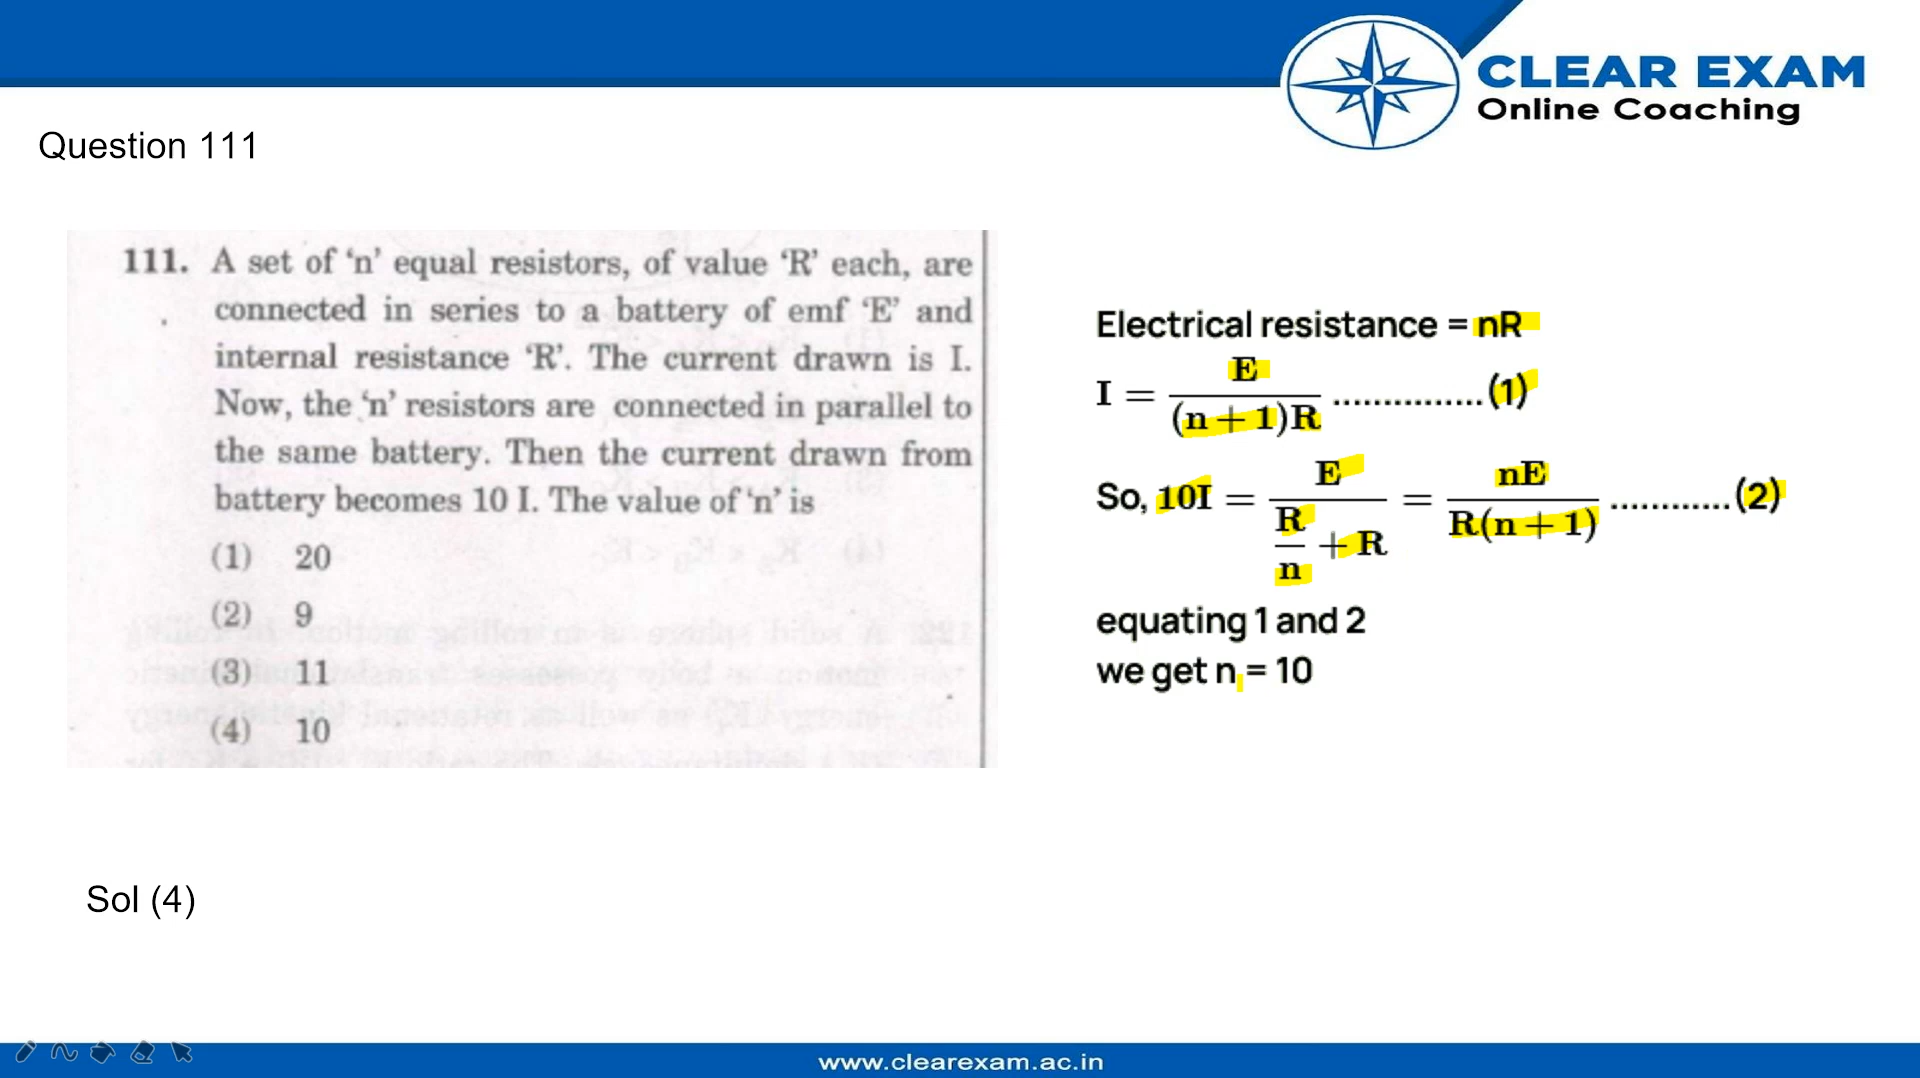 CLEAR EXAM
Online Coaching
Question 111
111. A set of ‘n’ equal resistors, of value ‘R’ each, are
connected in series to a battery of emf ‘E’ and
internal resistance ‘R’. The current drawn is I.
Now, the ‘n’ resistors are connected in parallel to
the same battery. Then the current drawn from
battery becomes 10 I. The value of ‘n’ is
(1) 20
(2) 9
(3) 11
(4) 10
Electrical resistance = nR
I = E / (n + 1)R ...............(1)
So, 10I = E / (R/n + R) = nE / R(n + 1) ............(2)
equating 1 and 2
we get n = 10
Sol (4)
www.clearexam.ac.in